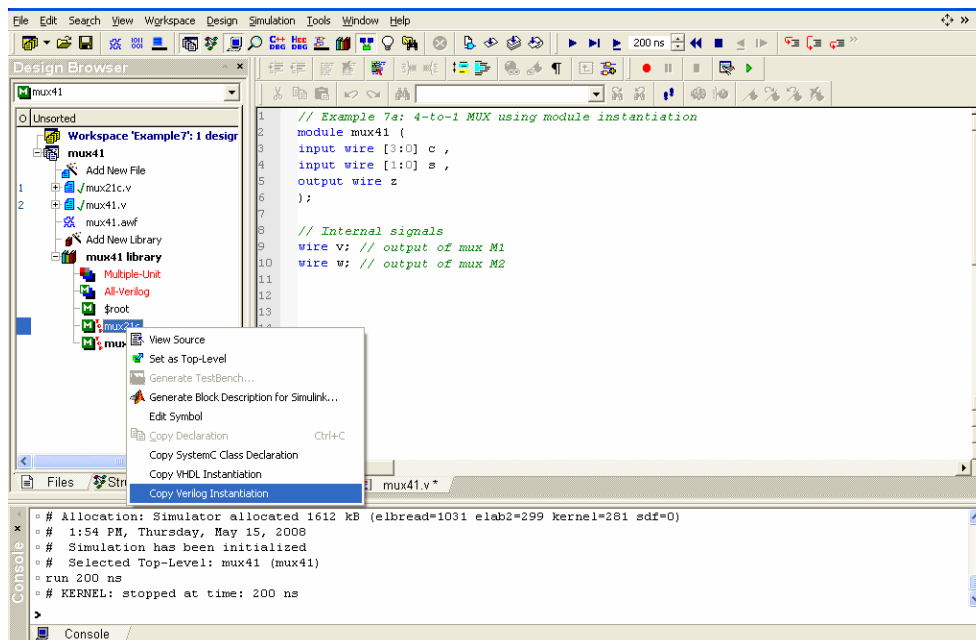 File Edit Search View Workspace Design Simulation Tools Window Help
C++ DBG HEC DBG 200 ns
Design Browser
mux41
Unsorted
Workspace 'Example7': 1 desigr
mux41
Add New File
1 mux21c.v
2 mux41.v
mux41.awf
Add New Library
mux41 library
Multiple-Unit
All-Verilog
$root
mux21c
mux
View Source
Set as Top-Level
Generate TestBench...
Generate Block Description for Simulink...
Edit Symbol
Copy Declaration Ctrl+C
Copy SystemC Class Declaration
Copy VHDL Instantiation
Copy Verilog Instantiation
Files Stru
1 // Example 7a: 4-to-1 MUX using module instantiation
2 module mux41 (
3 input wire [3:0] c ,
4 input wire [1:0] s ,
5 output wire z
6 );
7
8 // Internal signals
9 wire v; // output of mux M1
10 wire w; // output of mux M2
11
12
13
14
mux41.v *
# Allocation: Simulator allocated 1612 kB (elbread=1031 elab2=299 kernel=281 sdf=0)
# 1:54 PM, Thursday, May 15, 2008
# Simulation has been initialized
# Selected Top-Level: mux41 (mux41)
run 200 ns
# KERNEL: stopped at time: 200 ns
>
Console
Console